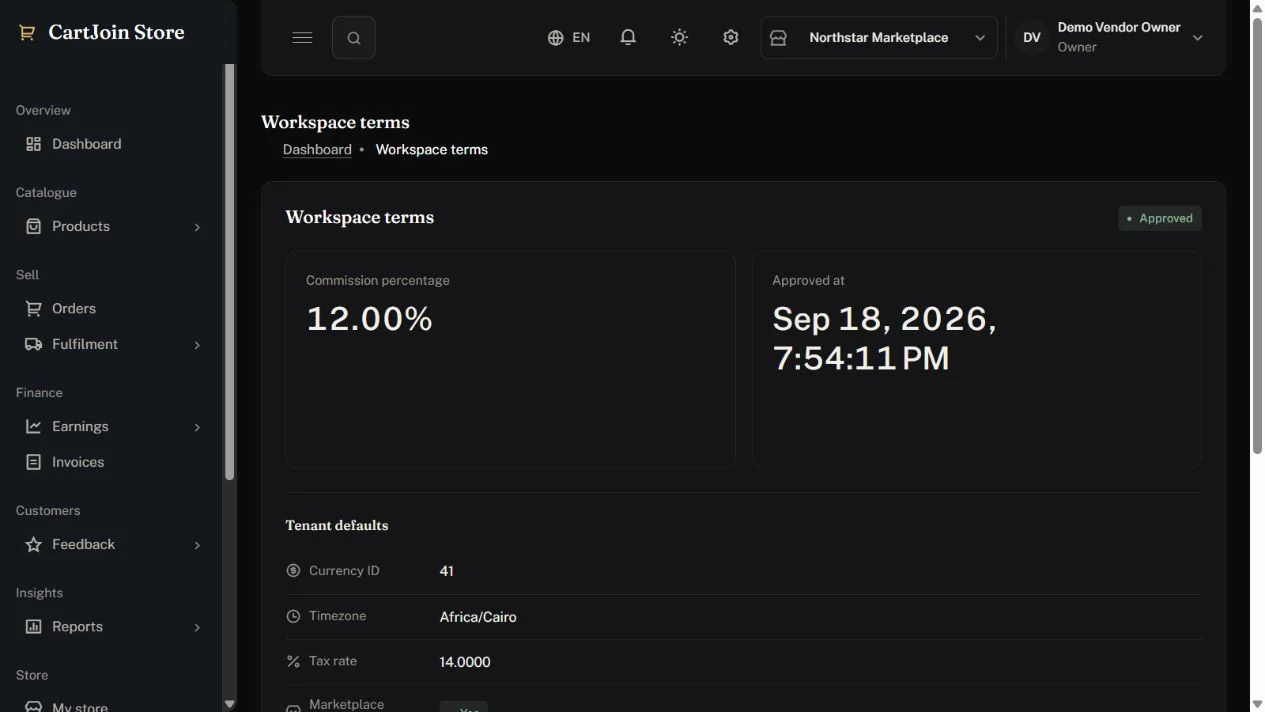 CartJoin Store
Overview
Dashboard
Catalogue
Products
Sell
Orders
Fulfilment
Finance
Earnings
Invoices
Customers
Feedback
Insights
Reports
Store
My store
EN
Northstar Marketplace
DV
Demo Vendor Owner
Owner
Workspace terms
Dashboard • Workspace terms
Workspace terms
• Approved
Commission percentage
12.00%
Approved at
Sep 18, 2026,
7:54:11 PM
Tenant defaults
Currency ID 41
Timezone Africa/Cairo
Tax rate 14.0000
Marketplace
Yes